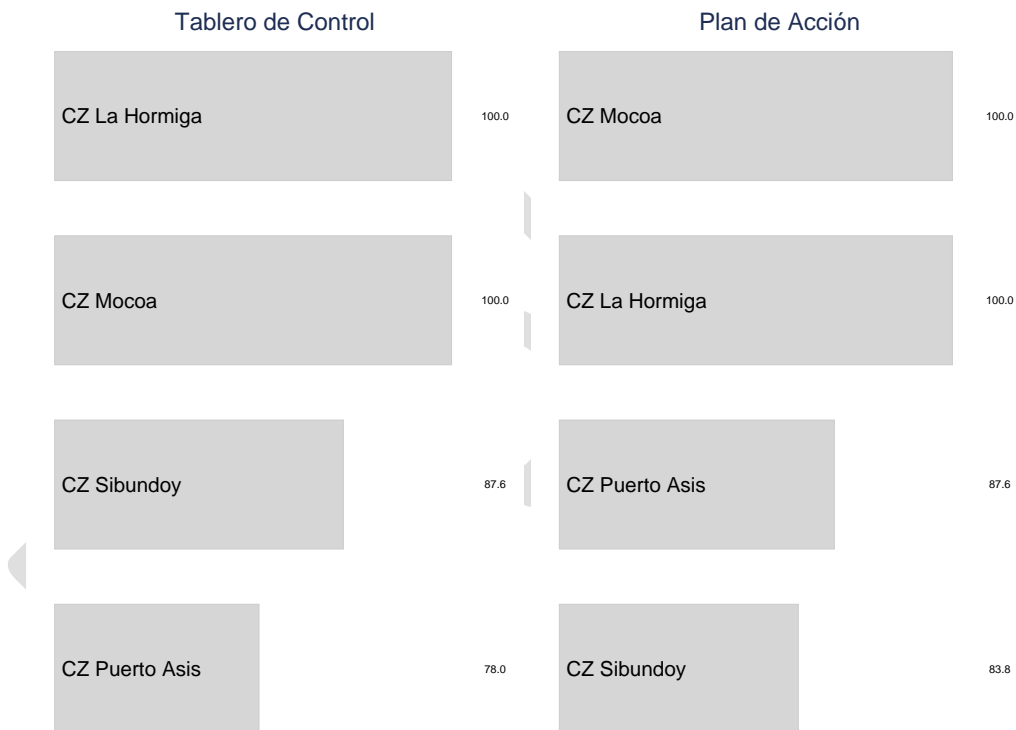 Tablero de Control
CZ La Hormiga 100.0
CZ Mocoa 100.0
CZ Sibundoy 87.6
CZ Puerto Asis 78.0
Plan de Acción
CZ Mocoa 100.0
CZ La Hormiga 100.0
CZ Puerto Asis 87.6
CZ Sibundoy 83.8